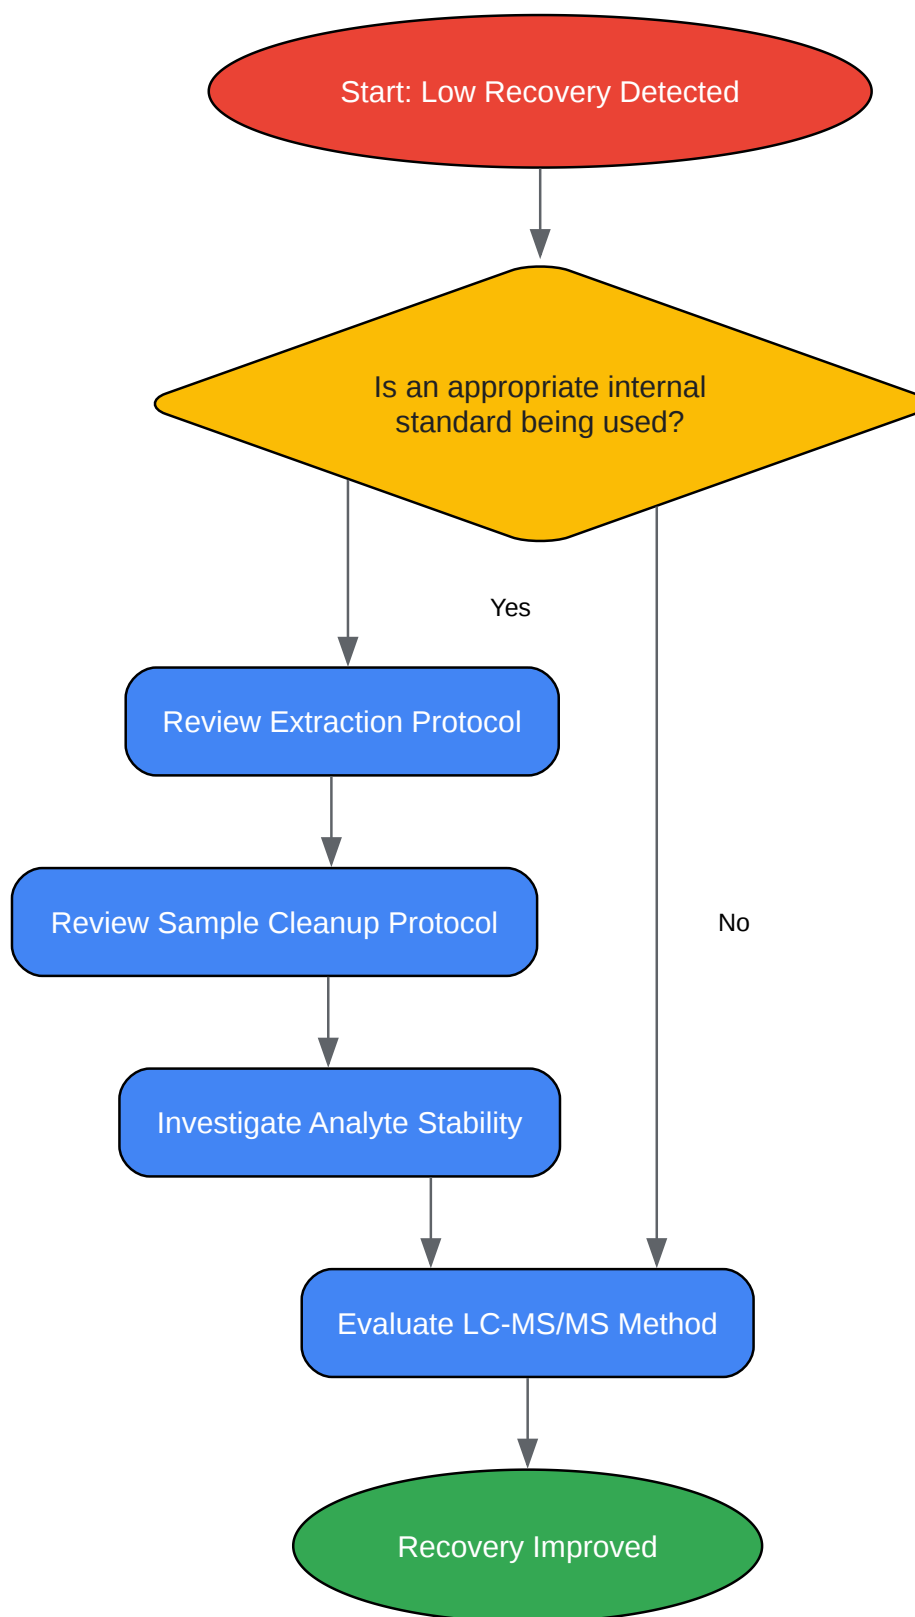 Start: Low Recovery Detected
Is an appropriate internal
standard being used?
Yes
Review Extraction Protocol
Review Sample Cleanup Protocol
No
Investigate Analyte Stability
Evaluate LC-MS/MS Method
Recovery Improved